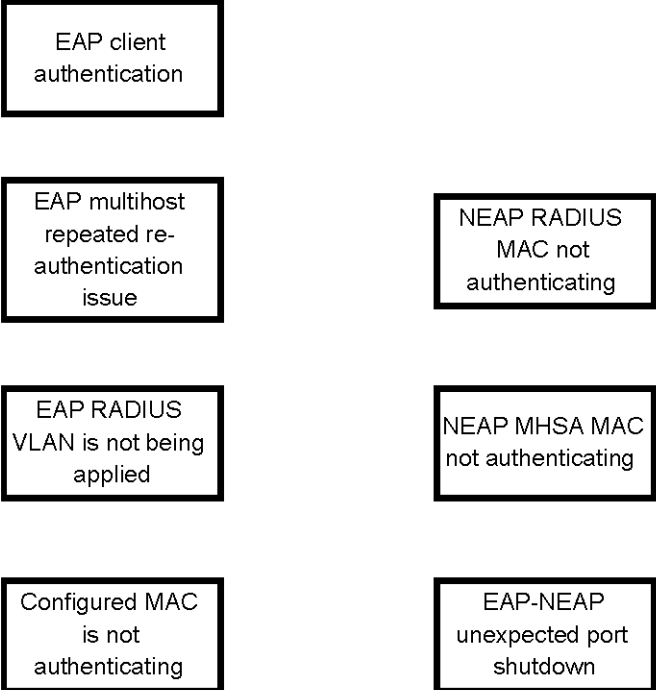 EAP client
authentication
EAP multihost
repeated re-
authentication
issue
EAP RADIUS
VLAN is not being
applied
Configured MAC
is not
authenticating
NEAP RADIUS
MAC not
authenticating
NEAP MHSA MAC
not authenticating
EAP-NEAP
unexpected port
shutdown